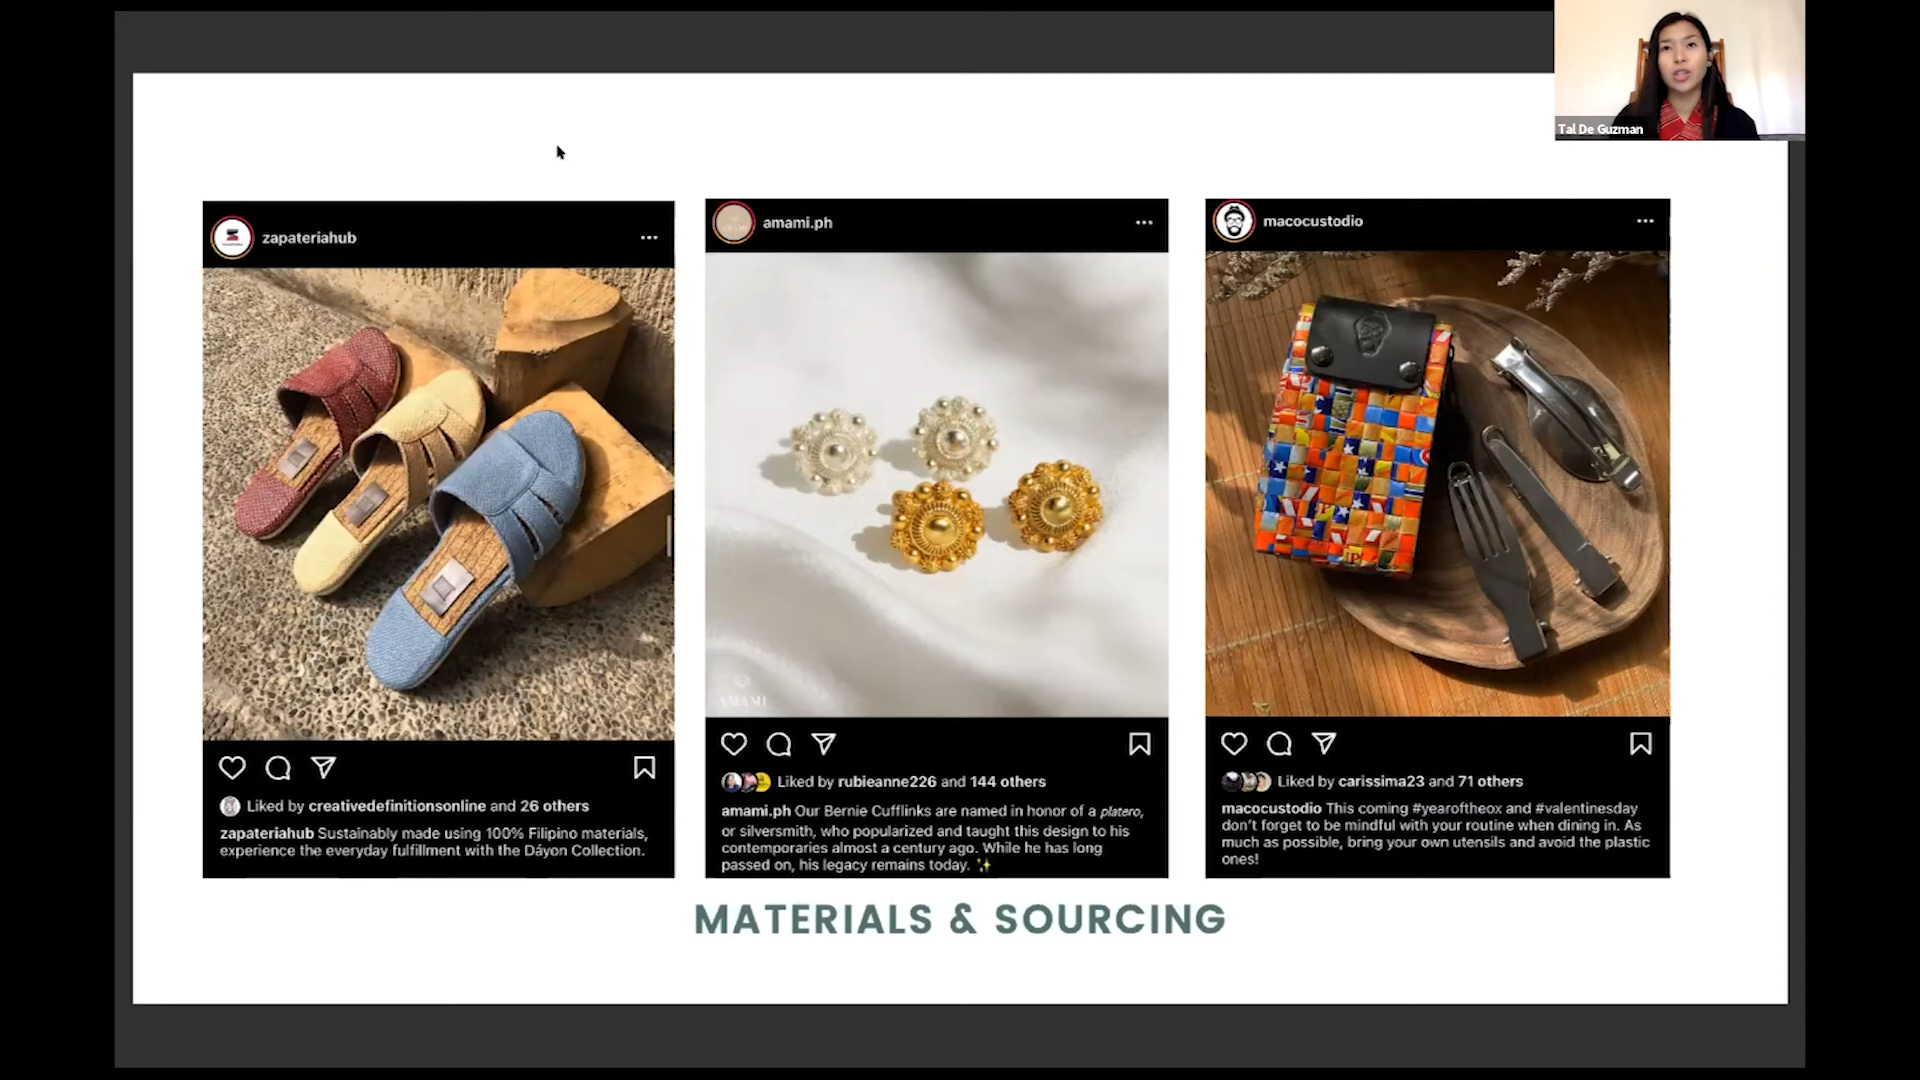 Tal De Guzman
zapateriahub
Liked by creativedefinitionsonline and 26 others
zapateriahub Sustainably made using 100% Filipino materials,
experience the everyday fulfillment with the Dáyon Collection.
amami.ph
AMAMI
Liked by rubieanne226 and 144 others
amami.ph Our Bernie Cufflinks are named in honor of a platero,
or silversmith, who popularized and taught this design to his
contemporaries almost a century ago. While he has long
passed on, his legacy remains today. ✨
macocustodio
Liked by carissima23 and 71 others
macocustodio This coming #yearoftheox and #valentinesday
don't forget to be mindful with your routine when dining in. As
much as possible, bring your own utensils and avoid the plastic
ones!
MATERIALS & SOURCING